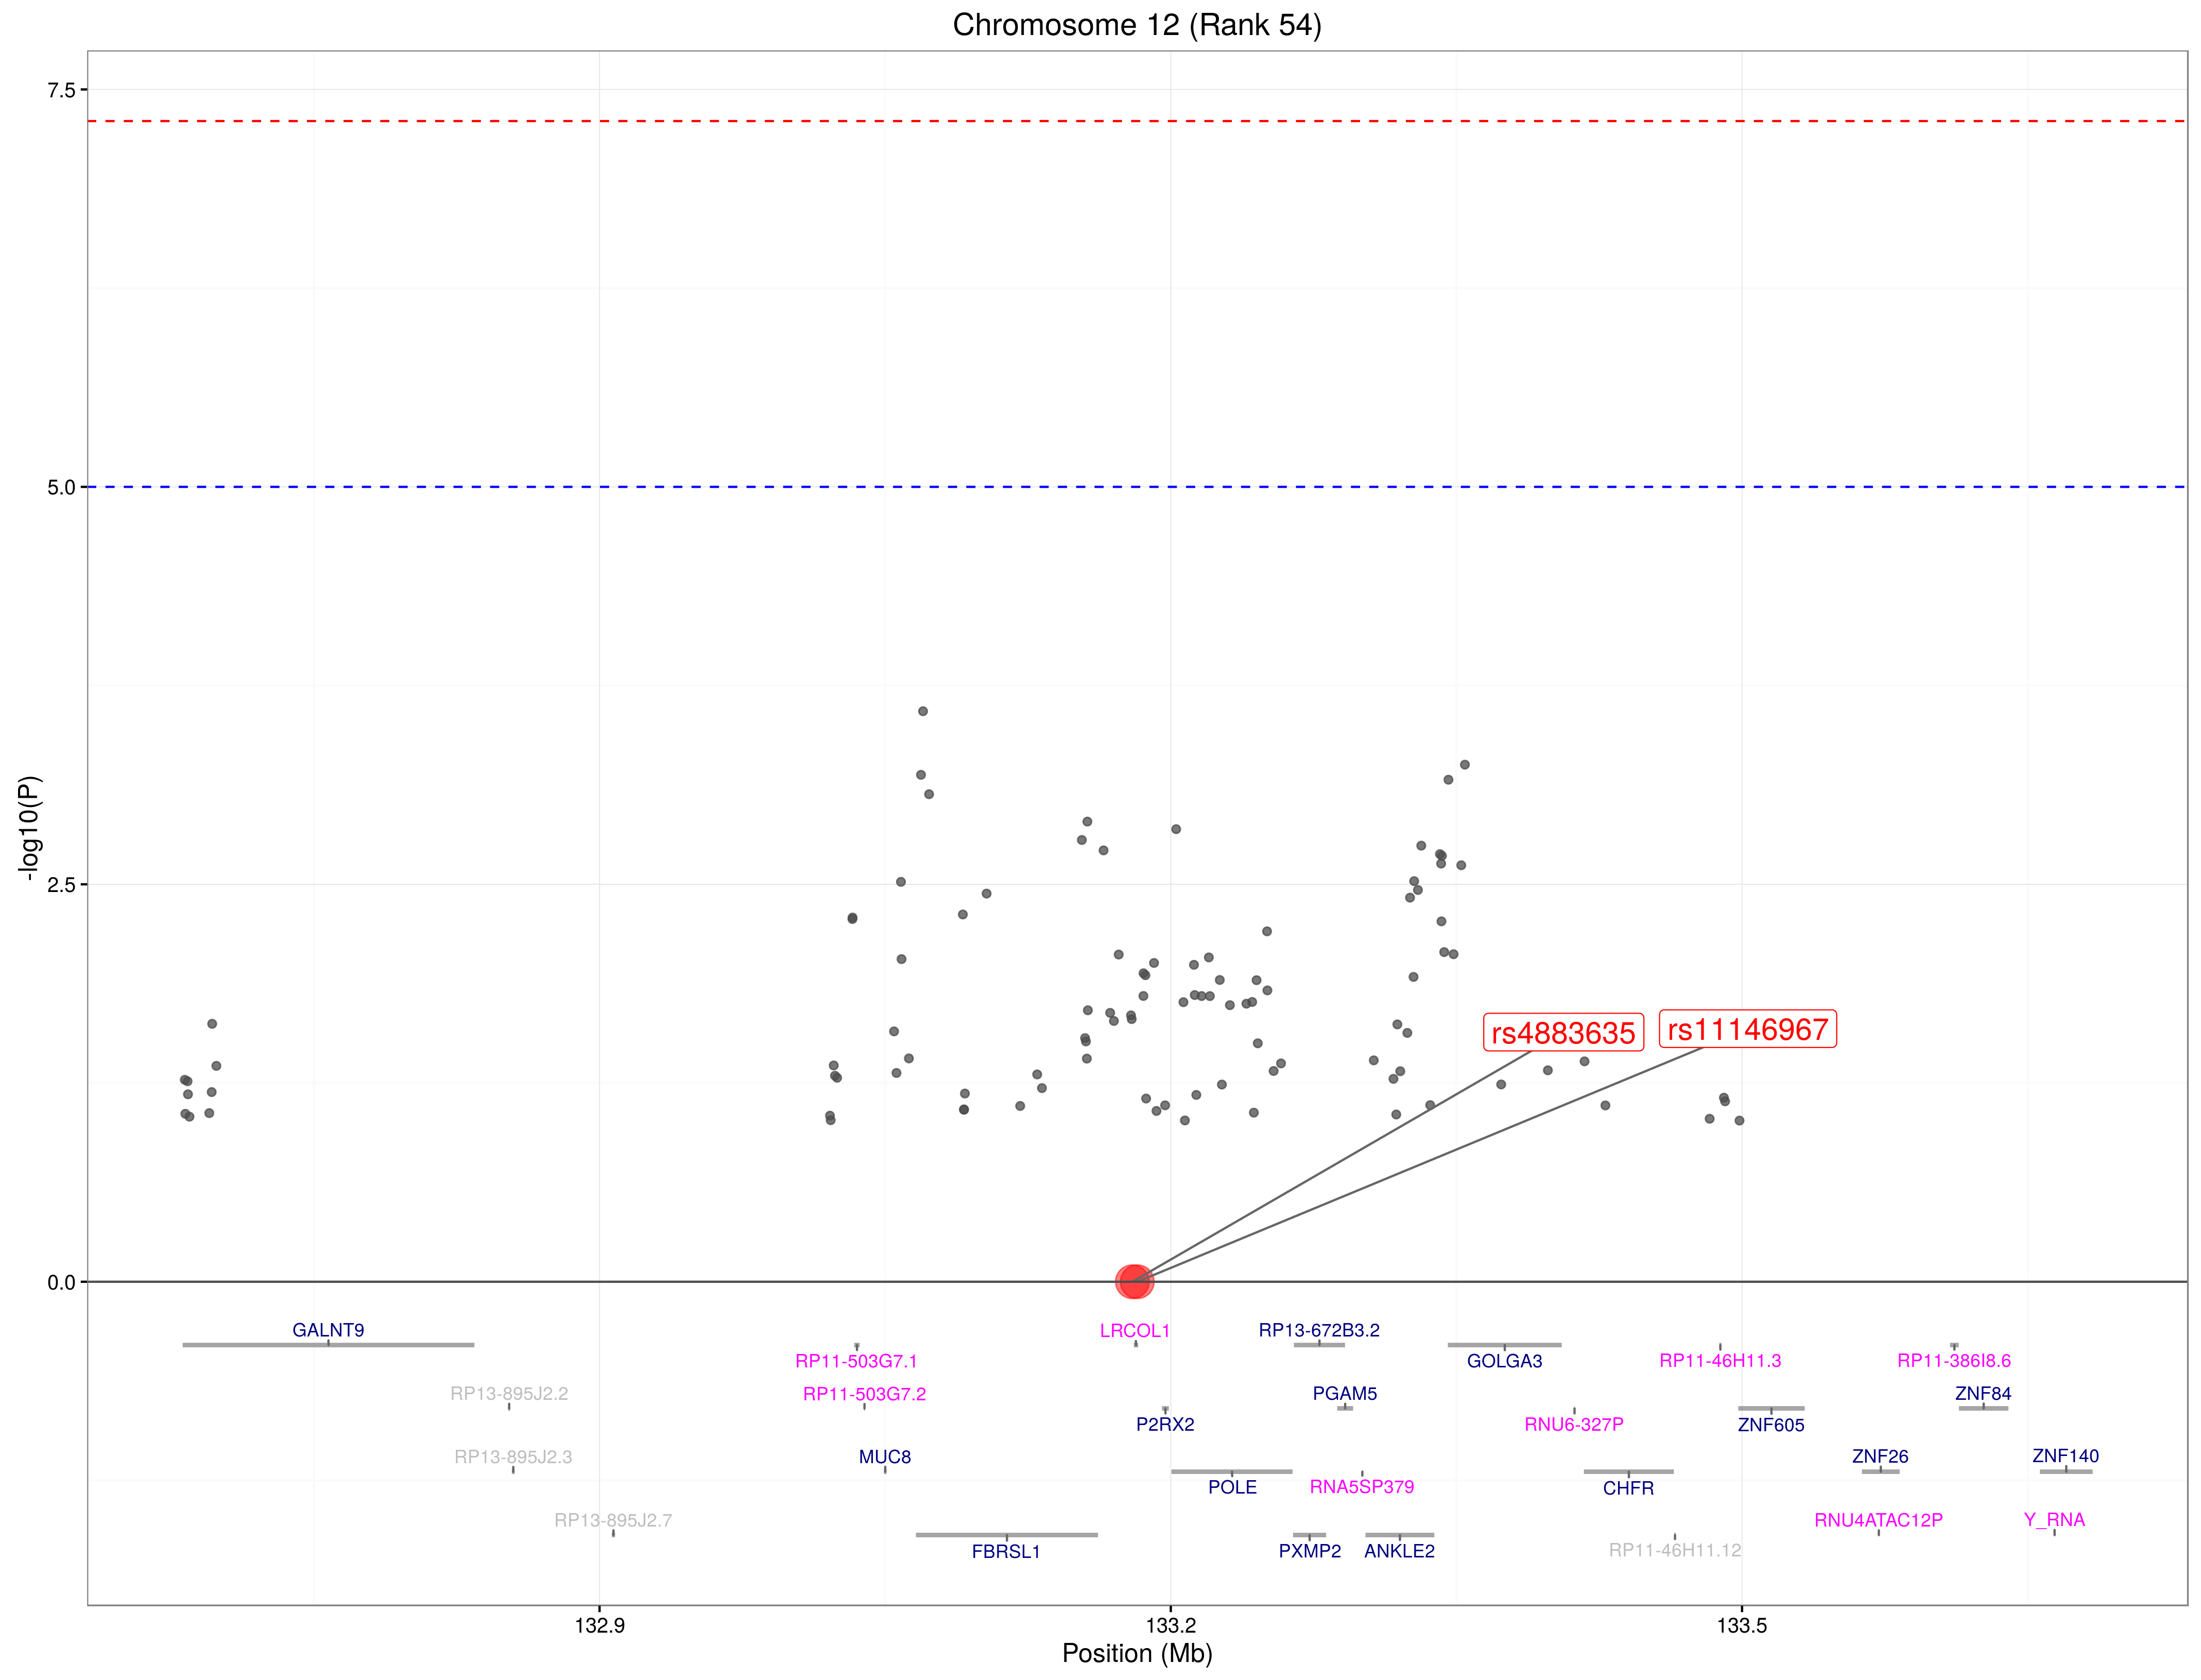 Chromosome 12 (Rank 54)
7.5
5.0
2.5
0.0
-log10(P)
rs4883635
rs11146967
GALNT9
LRCOL1
RP13-672B3.2
RP11-503G7.1
GOLGA3
RP11-46H11.3
RP11-386I8.6
RP13-895J2.2
RP11-503G7.2
PGAM5
ZNF84
P2RX2
RNU6-327P
ZNF605
RP13-895J2.3
MUC8
ZNF26
ZNF140
POLE
RNA5SP379
CHFR
RP13-895J2.7
RNU4ATAC12P
Y_RNA
FBRSL1
PXMP2
ANKLE2
RP11-46H11.12
132.9
133.2
133.5
Position (Mb)